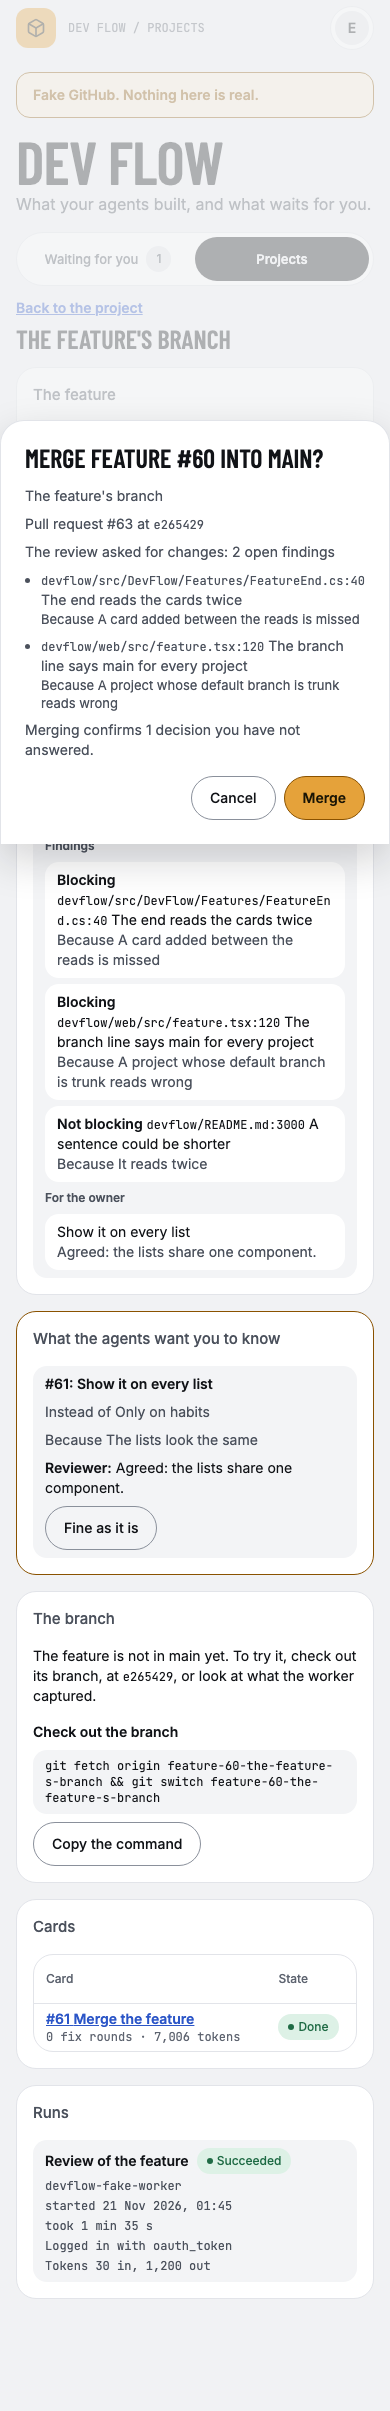 DEV FLOW / PROJECTS
E
Fake GitHub. Nothing here is real.
DEV FLOW
What your agents built, and what waits for you.
Waiting for you 1
Projects
Back to the project
THE FEATURE'S BRANCH
The feature
MERGE FEATURE #60 INTO MAIN?
The feature's branch
Pull request #63 at e265429
The review asked for changes: 2 open findings
devflow/src/DevFlow/Features/FeatureEnd.cs:40
The end reads the cards twice
Because A card added between the reads is missed
devflow/web/src/feature.tsx:120 The branch
line says main for every project
Because A project whose default branch is trunk
reads wrong
Merging confirms 1 decision you have not
answered.
Cancel
Merge
Findings
Blocking
devflow/src/DevFlow/Features/FeatureEn
d.cs:40 The end reads the cards twice
Because A card added between the
reads is missed
Blocking
devflow/web/src/feature.tsx:120 The
branch line says main for every project
Because A project whose default branch
is trunk reads wrong
Not blocking devflow/README.md:3000 A
sentence could be shorter
Because It reads twice
For the owner
Show it on every list
Agreed: the lists share one component.
What the agents want you to know
#61: Show it on every list
Instead of Only on habits
Because The lists look the same
Reviewer: Agreed: the lists share one
component.
Fine as it is
The branch
The feature is not in main yet. To try it, check out
its branch, at e265429, or look at what the worker
captured.
Check out the branch
git fetch origin feature-60-the-feature-
s-branch && git switch feature-60-the-
feature-s-branch
Copy the command
Cards
Card State
#61 Merge the feature
0 fix rounds · 7,006 tokens
Done
Runs
Review of the feature Succeeded
devflow-fake-worker
started 21 Nov 2026, 01:45
took 1 min 35 s
Logged in with oauth_token
Tokens 30 in, 1,200 out